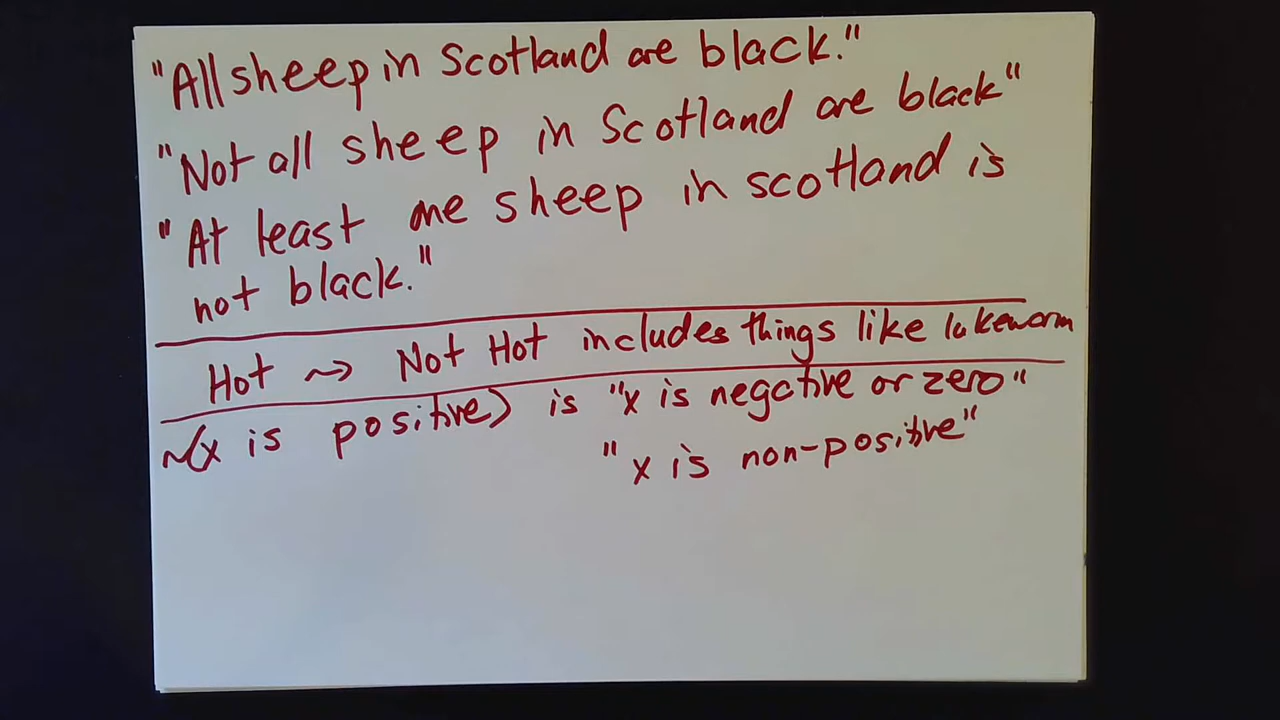 "All sheep in Scotland are black."
"Not all sheep in Scotland are black"
"At least one sheep in scotland is
not black."
Hot ⇝ Not Hot includes things like lukeworm
~(x is positive) is "x is negative or zero"
"x is non-positive"